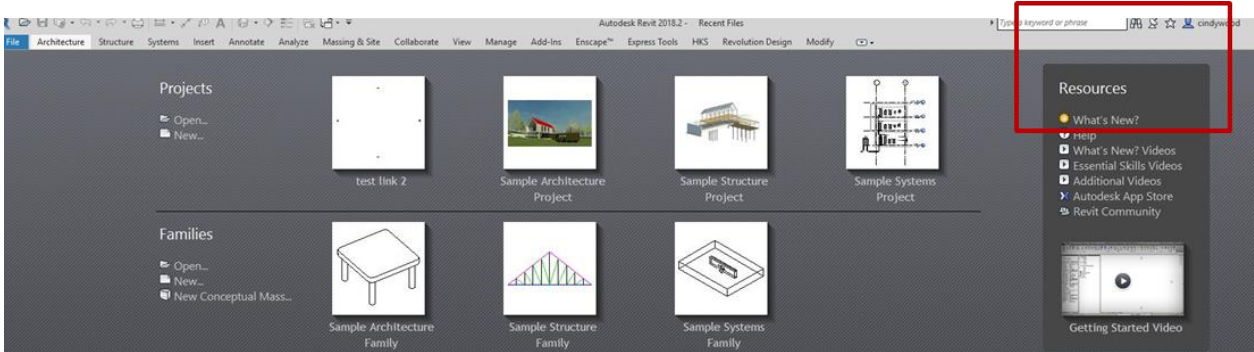 Autodesk Revit 2018.2 - Recent Files
Type a keyword or phrase
cindywood
File Architecture Structure Systems Insert Annotate Analyze Massing & Site Collaborate View Manage Add-Ins Enscape™ Express Tools HKS Revolution Design Modify
Projects
Open...
New...
test link 2
Sample Architecture
Project
Sample Structure
Project
Sample Systems
Project
Families
Open...
New...
New Conceptual Mass...
Sample Architecture
Family
Sample Structure
Family
Sample Systems
Family
Resources
What's New?
Help
What's New? Videos
Essential Skills Videos
Additional Videos
Autodesk App Store
Revit Community
Getting Started Video